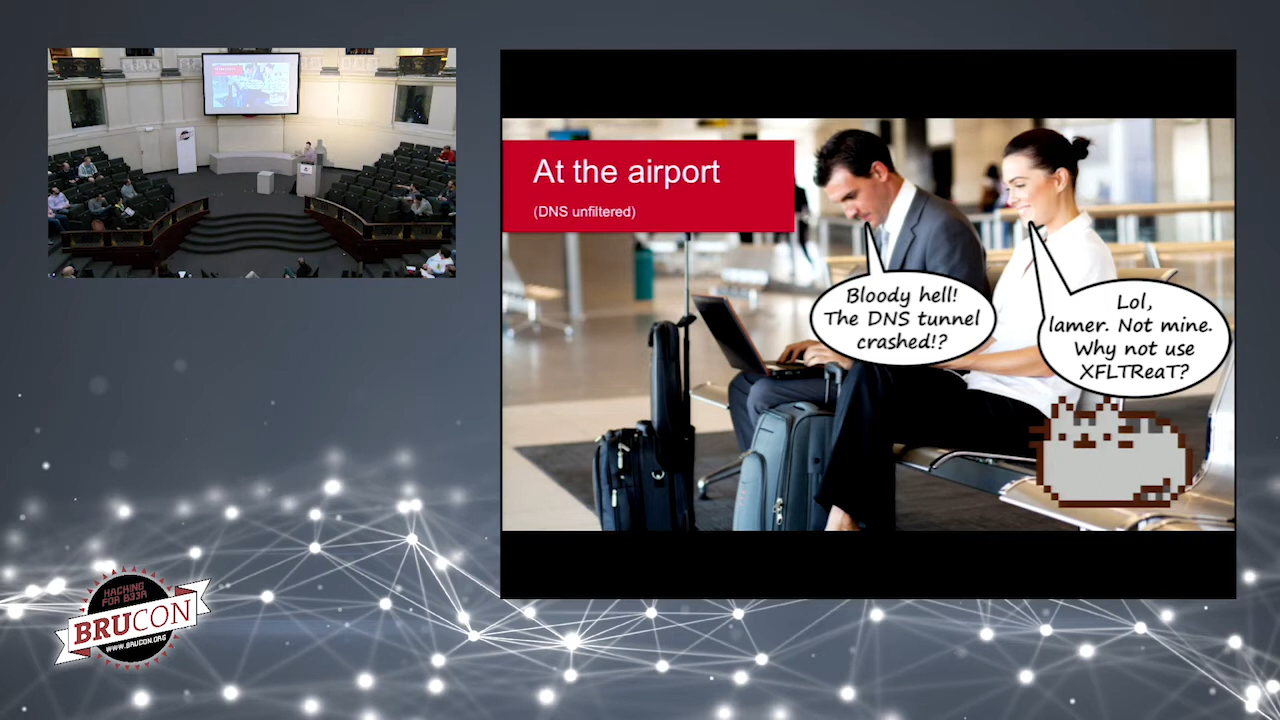 At the airport
(DNS unfiltered)
Bloody hell!
The DNS tunnel
crashed!?
Lol,
lamer. Not mine.
Why not use
XFLTReaT?
HACKING
FOR B33R
BRUCON
WWW.BRUCON.ORG